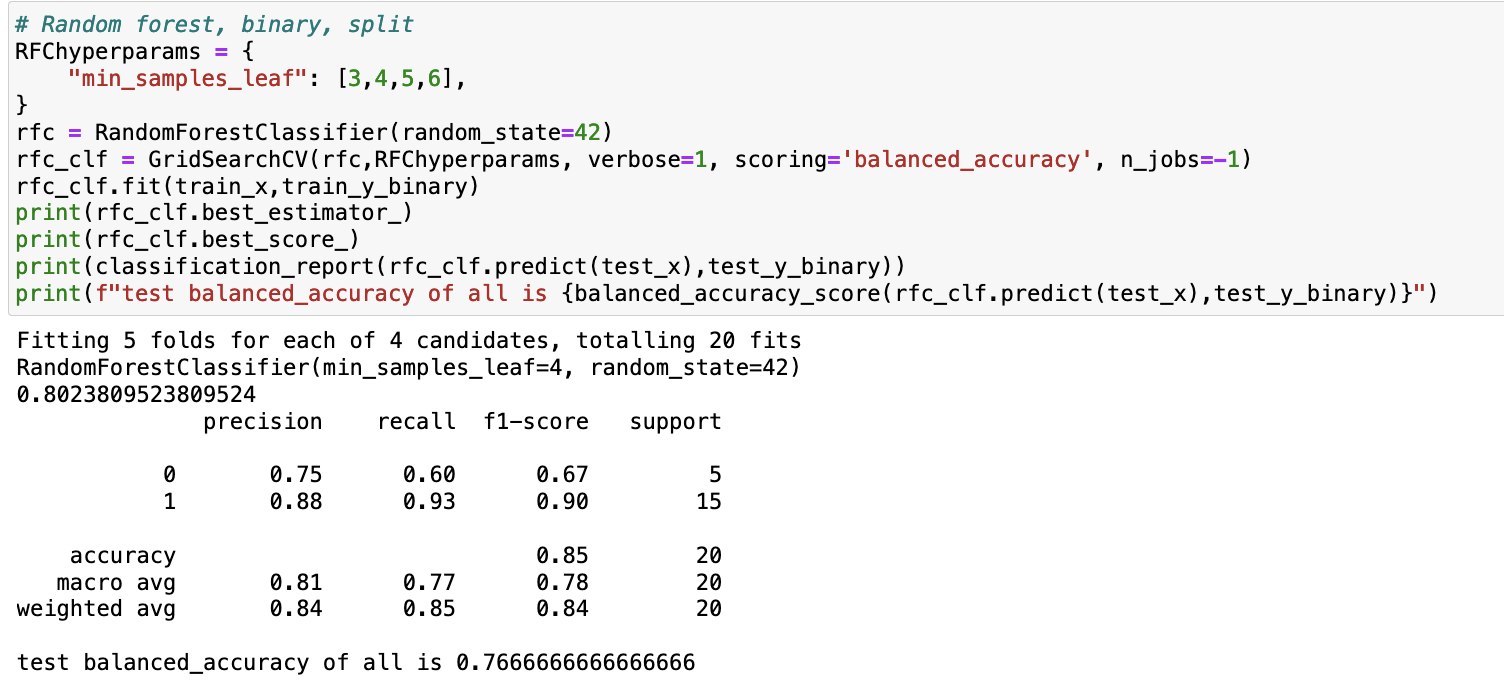 # Random forest, binary, split
RFChyperparams = {
    "min_samples_leaf": [3,4,5,6],
}
rfc = RandomForestClassifier(random_state=42)
rfc_clf = GridSearchCV(rfc,RFChyperparams, verbose=1, scoring='balanced_accuracy', n_jobs=-1)
rfc_clf.fit(train_x,train_y_binary)
print(rfc_clf.best_estimator_)
print(rfc_clf.best_score_)
print(classification_report(rfc_clf.predict(test_x),test_y_binary))
print(f"test balanced_accuracy of all is {balanced_accuracy_score(rfc_clf.predict(test_x),test_y_binary)}")
Fitting 5 folds for each of 4 candidates, totalling 20 fits
RandomForestClassifier(min_samples_leaf=4, random_state=42)
0.8023809523809524
              precision    recall  f1-score   support
           0       0.75      0.60      0.67         5
           1       0.88      0.93      0.90        15
    accuracy                           0.85        20
   macro avg       0.81      0.77      0.78        20
weighted avg       0.84      0.85      0.84        20
test balanced_accuracy of all is 0.7666666666666666